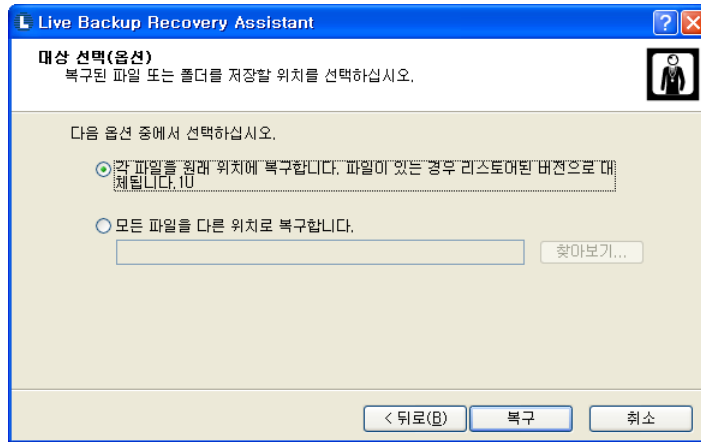 Live Backup Recovery Assistant
대상 선택(옵션)
복구된 파일 또는 폴더를 저장할 위치를 선택하십시오.
다음 옵션 중에서 선택하십시오.
각 파일을 원래 위치에 복구합니다. 파일이 있는 경우 리스토어된 버전으로 대
체됩니다.1U
모든 파일을 다른 위치로 복구합니다.
찾아보기...
< 뒤로(B)
복구
취소